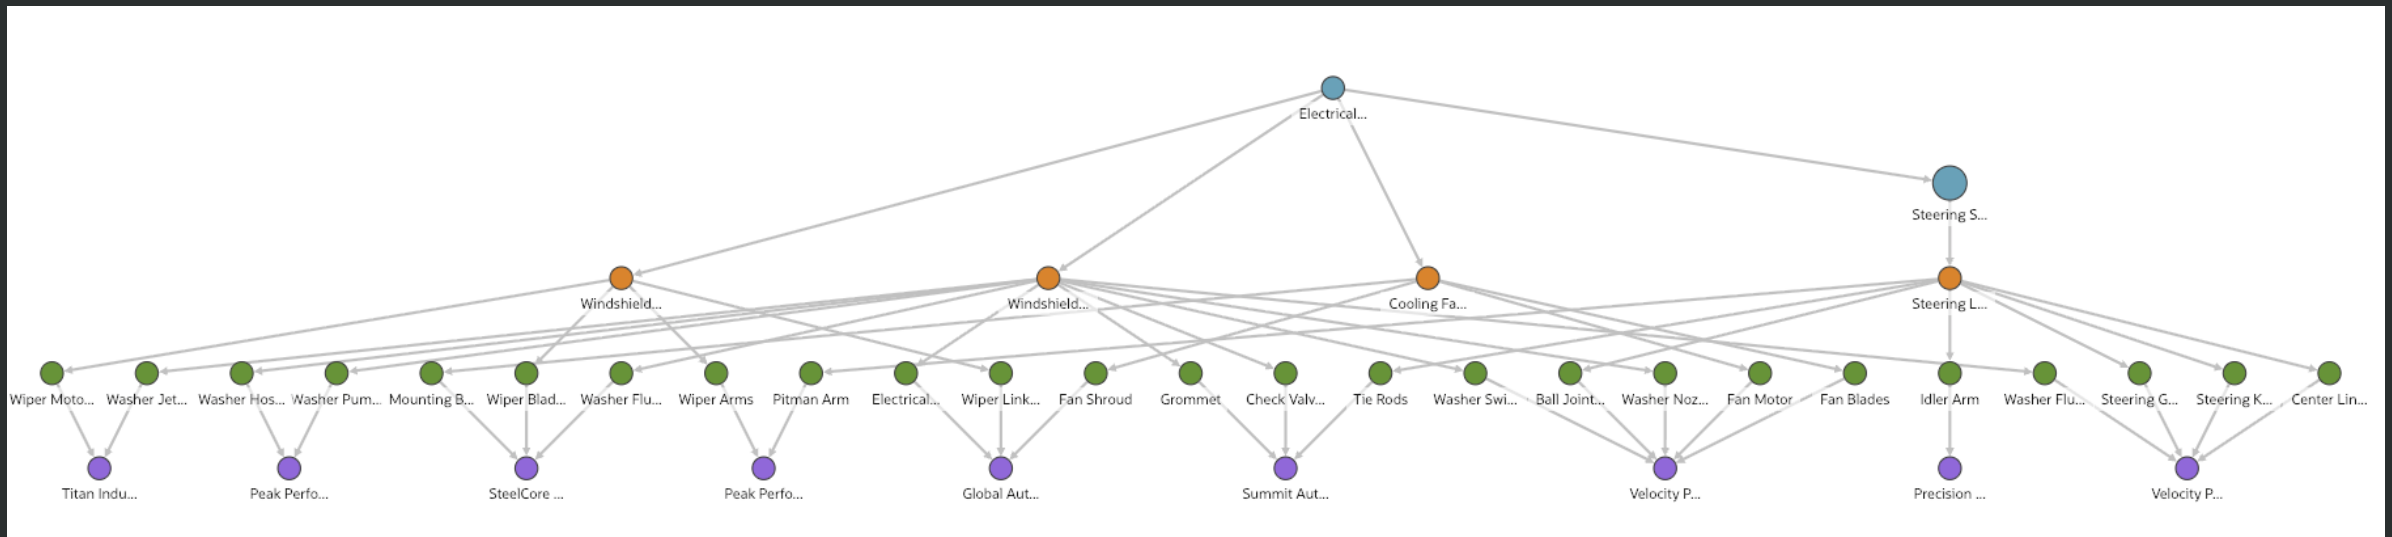 Electrical...
Steering S...
Windshield...
Windshield...
Cooling Fa...
Steering L...
Wiper Moto...
Washer Jet...
Washer Hos...
Washer Pum...
Mounting B...
Wiper Blad...
Washer Flu...
Wiper Arms
Pitman Arm
Electrical...
Wiper Link...
Fan Shroud
Grommet
Check Valv...
Tie Rods
Washer Swi...
Ball Joint...
Washer Noz...
Fan Motor
Fan Blades
Idler Arm
Washer Flu...
Steering G...
Steering K...
Center Lin...
Titan Indu...
Peak Perfo...
SteelCore ...
Peak Perfo...
Global Aut...
Summit Aut...
Velocity P...
Precision ...
Velocity P...